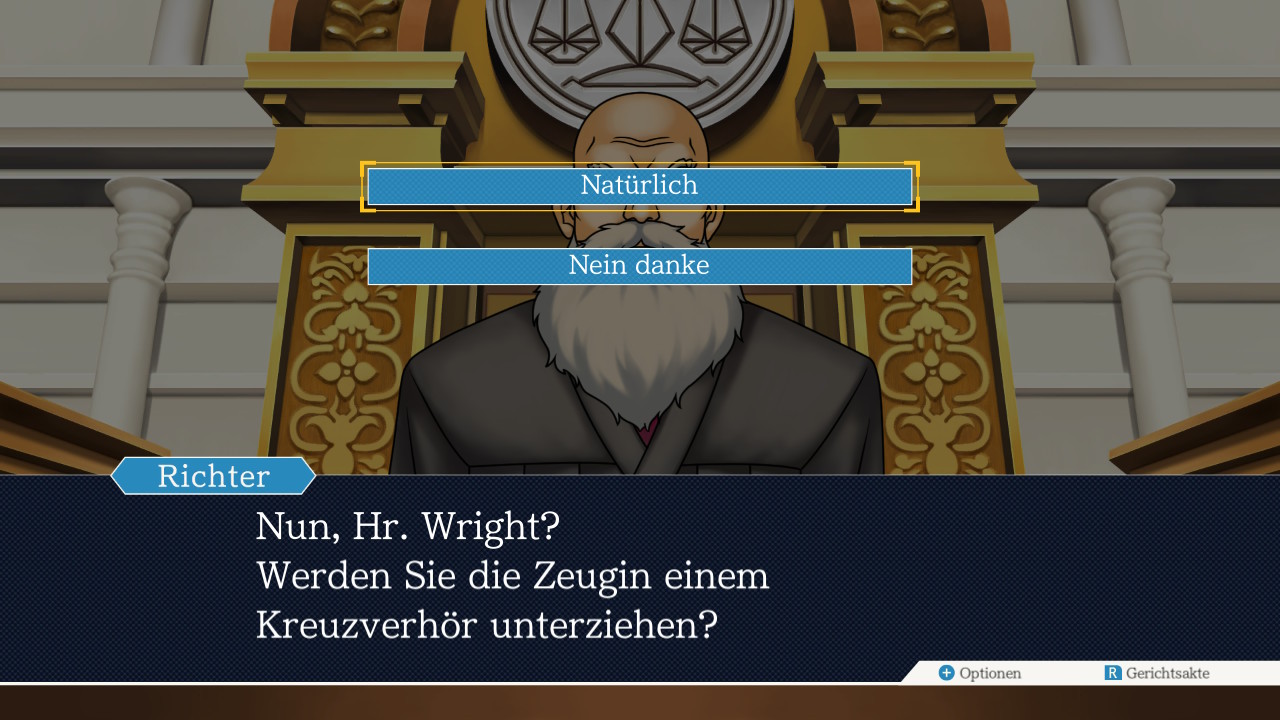 Natürlich
Nein danke
Richter
Nun, Hr. Wright?
Werden Sie die Zeugin einem
Kreuzverhör unterziehen?
+ Optionen
R Gerichtsakte